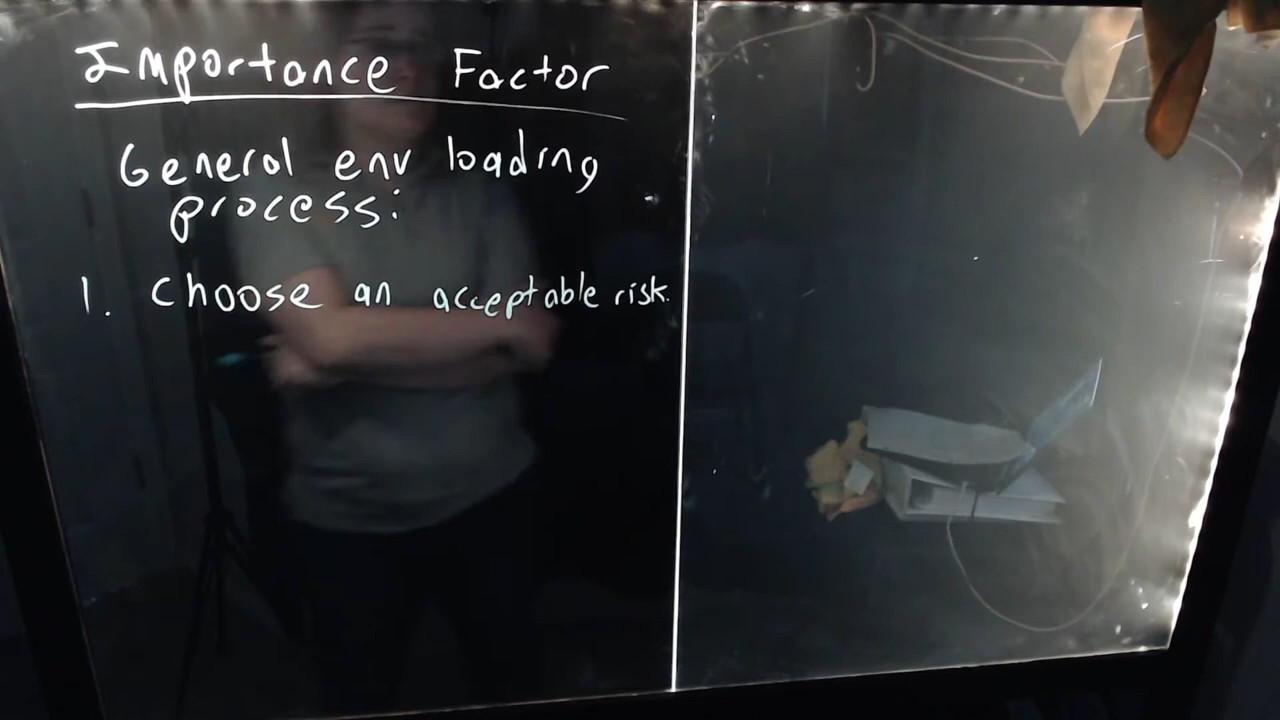 Importance Factor
General env loading
process:
1. Choose an acceptable risk.